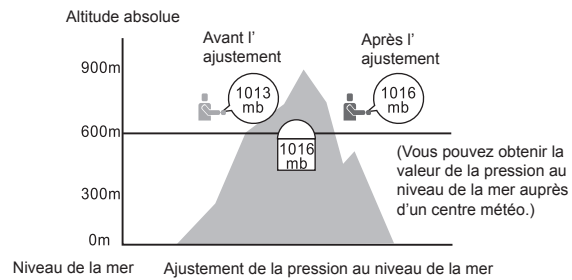 Altitude absolue
Avant l'
ajustement
Après l'
ajustement
900m
1013
mb
1016
mb
600m
1016
mb
(Vous pouvez obtenir la
valeur de la pression au
niveau de la mer auprès
d'un centre météo.)
300m
0m
Niveau de la mer
Ajustement de la pression au niveau de la mer